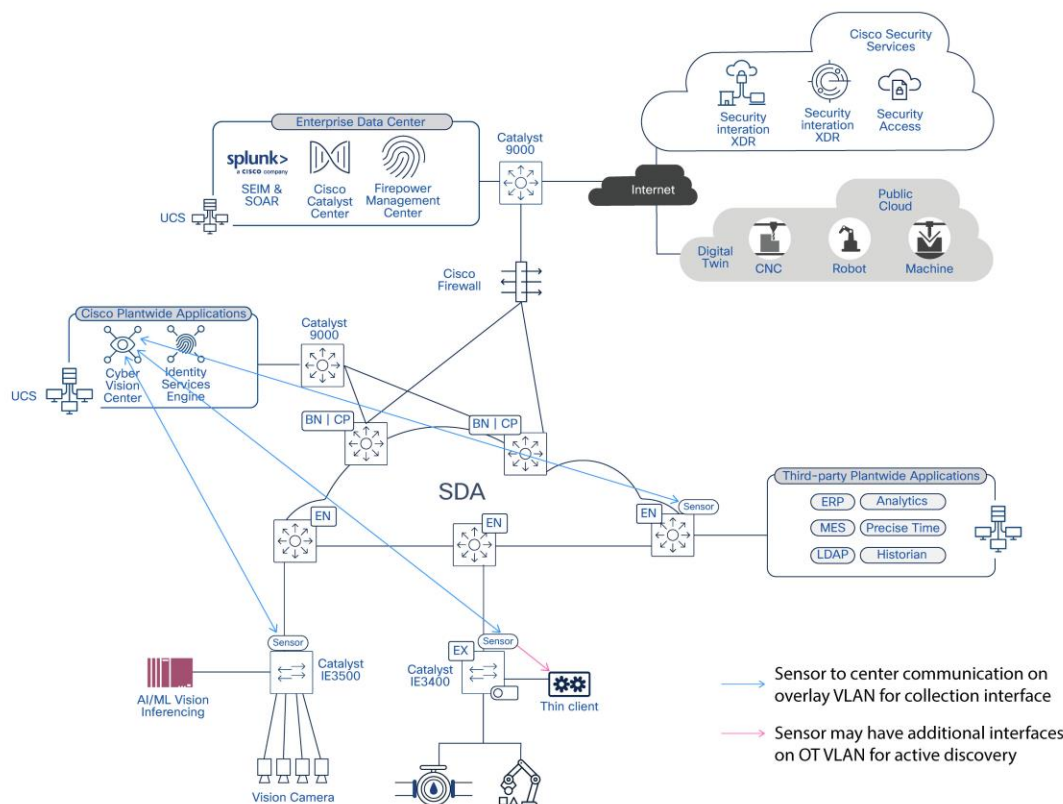 Cisco Security
Services
Security
interation
XDR
Security
interation
XDR
Security
Access
Enterprise Data Center
splunk>
a CISCO company
SEIM &
SOAR
Cisco
Catalyst
Center
Firepower
Management
Center
UCS
Catalyst
9000
Internet
Public
Cloud
Digital
Twin
CNC
Robot
Machine
Cisco
Firewall
Cisco Plantwide Applications
Cyber
Vision
Center
Identity
Services
Engine
UCS
Catalyst
9000
BN | CP
BN | CP
SDA
Sensor
EN
EN
EN
Third-party Plantwide Applications
ERP
Analytics
MES
Precise Time
LDAP
Historian
Sensor
Catalyst
IE3500
AI/ML Vision
Inferencing
Vision Camera
Sensor
EX
Catalyst
IE3400
Thin client
Sensor to center communication on
overlay VLAN for collection interface
Sensor may have additional interfaces
on OT VLAN for active discovery